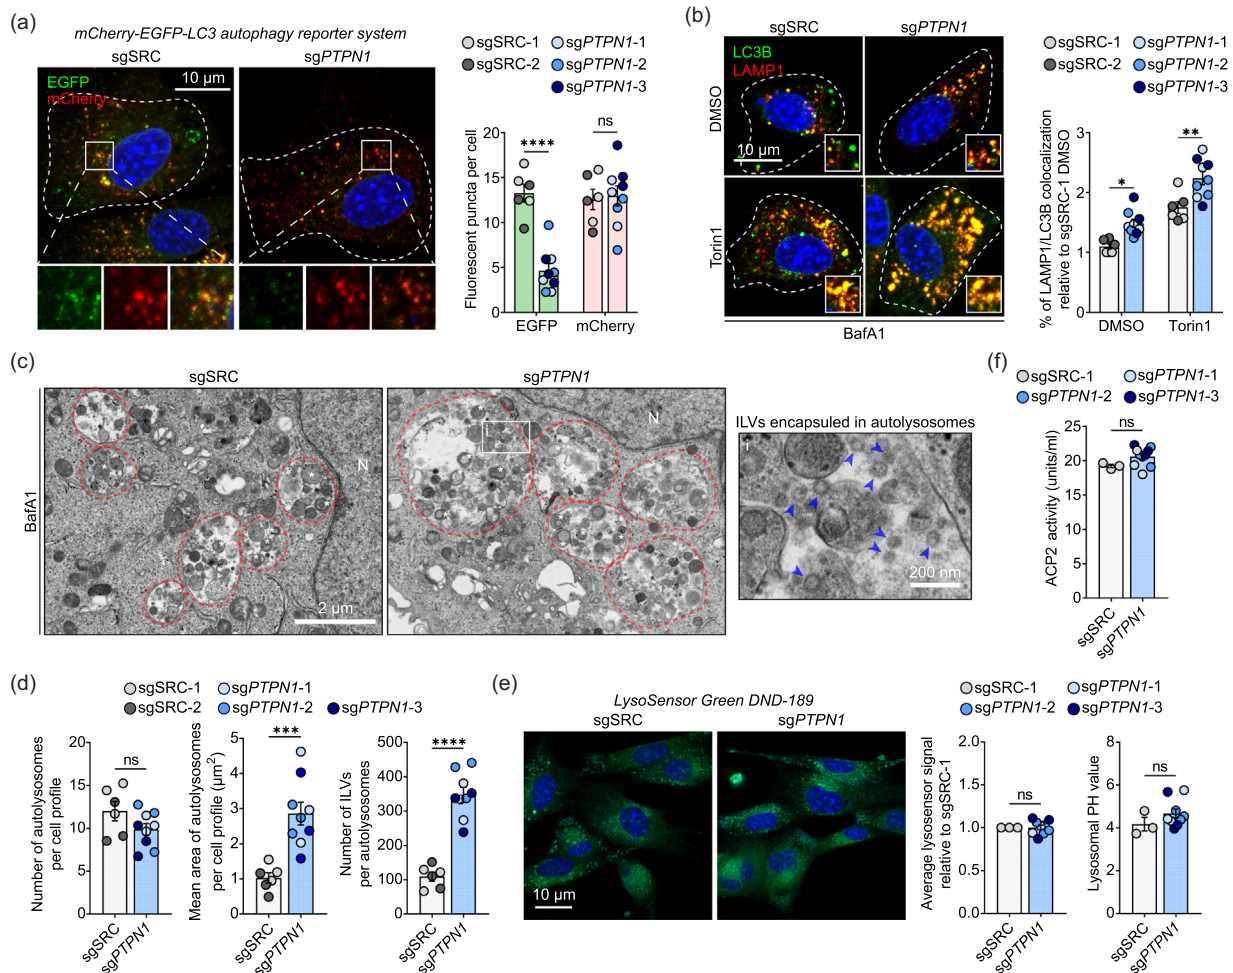 (a)
mCherry-EGFP-LC3 autophagy reporter system
sgSRC
sgPTPN1
EGFP
mCherry
10 µm
sgSRC-1
sgSRC-2
sgPTPN1-1
sgPTPN1-2
sgPTPN1-3
Fluorescent puncta per cell
20
15
10
5
0
****
ns
EGFP
mCherry
(b)
sgSRC
sgPTPN1
LC3B
LAMP1
10 µm
DMSO
Torin1
BafA1
sgSRC-1
sgSRC-2
sgPTPN1-1
sgPTPN1-2
sgPTPN1-3
% of LAMP1/LC3B colocalization
relative to sgSRC-1 DMSO
3
2
1
0
*
**
DMSO
Torin1
(c)
sgSRC
sgPTPN1
BafA1
N
N
2 µm
ILVs encapsuled in autolysosomes
200 nm
(f)
sgSRC-1
sgPTPN1-1
sgPTPN1-2
sgPTPN1-3
ACP2 activity (units/ml)
25
20
15
10
5
0
ns
sgSRC
sgPTPN1
(d)
sgSRC-1
sgPTPN1-1
sgSRC-2
sgPTPN1-2
sgPTPN1-3
Number of autolysosomes
per cell profile
20
15
10
5
0
ns
sgSRC
sgPTPN1
Mean area of autolysosomes
per cell profile (µm²)
5
4
3
2
1
0
***
sgSRC
sgPTPN1
Number of ILVs
per autolysosomes
500
400
300
200
100
0
****
sgSRC
sgPTPN1
(e)
LysoSensor Green DND-189
sgSRC
sgPTPN1
10 µm
sgSRC-1
sgPTPN1-1
sgPTPN1-2
sgPTPN1-3
Average lysosensor signal
relative to sgSRC-1
2.0
1.5
1.0
0.5
0.0
ns
sgSRC
sgPTPN1
Lysosomal PH value
8
6
4
2
0
ns
sgSRC
sgPTPN1